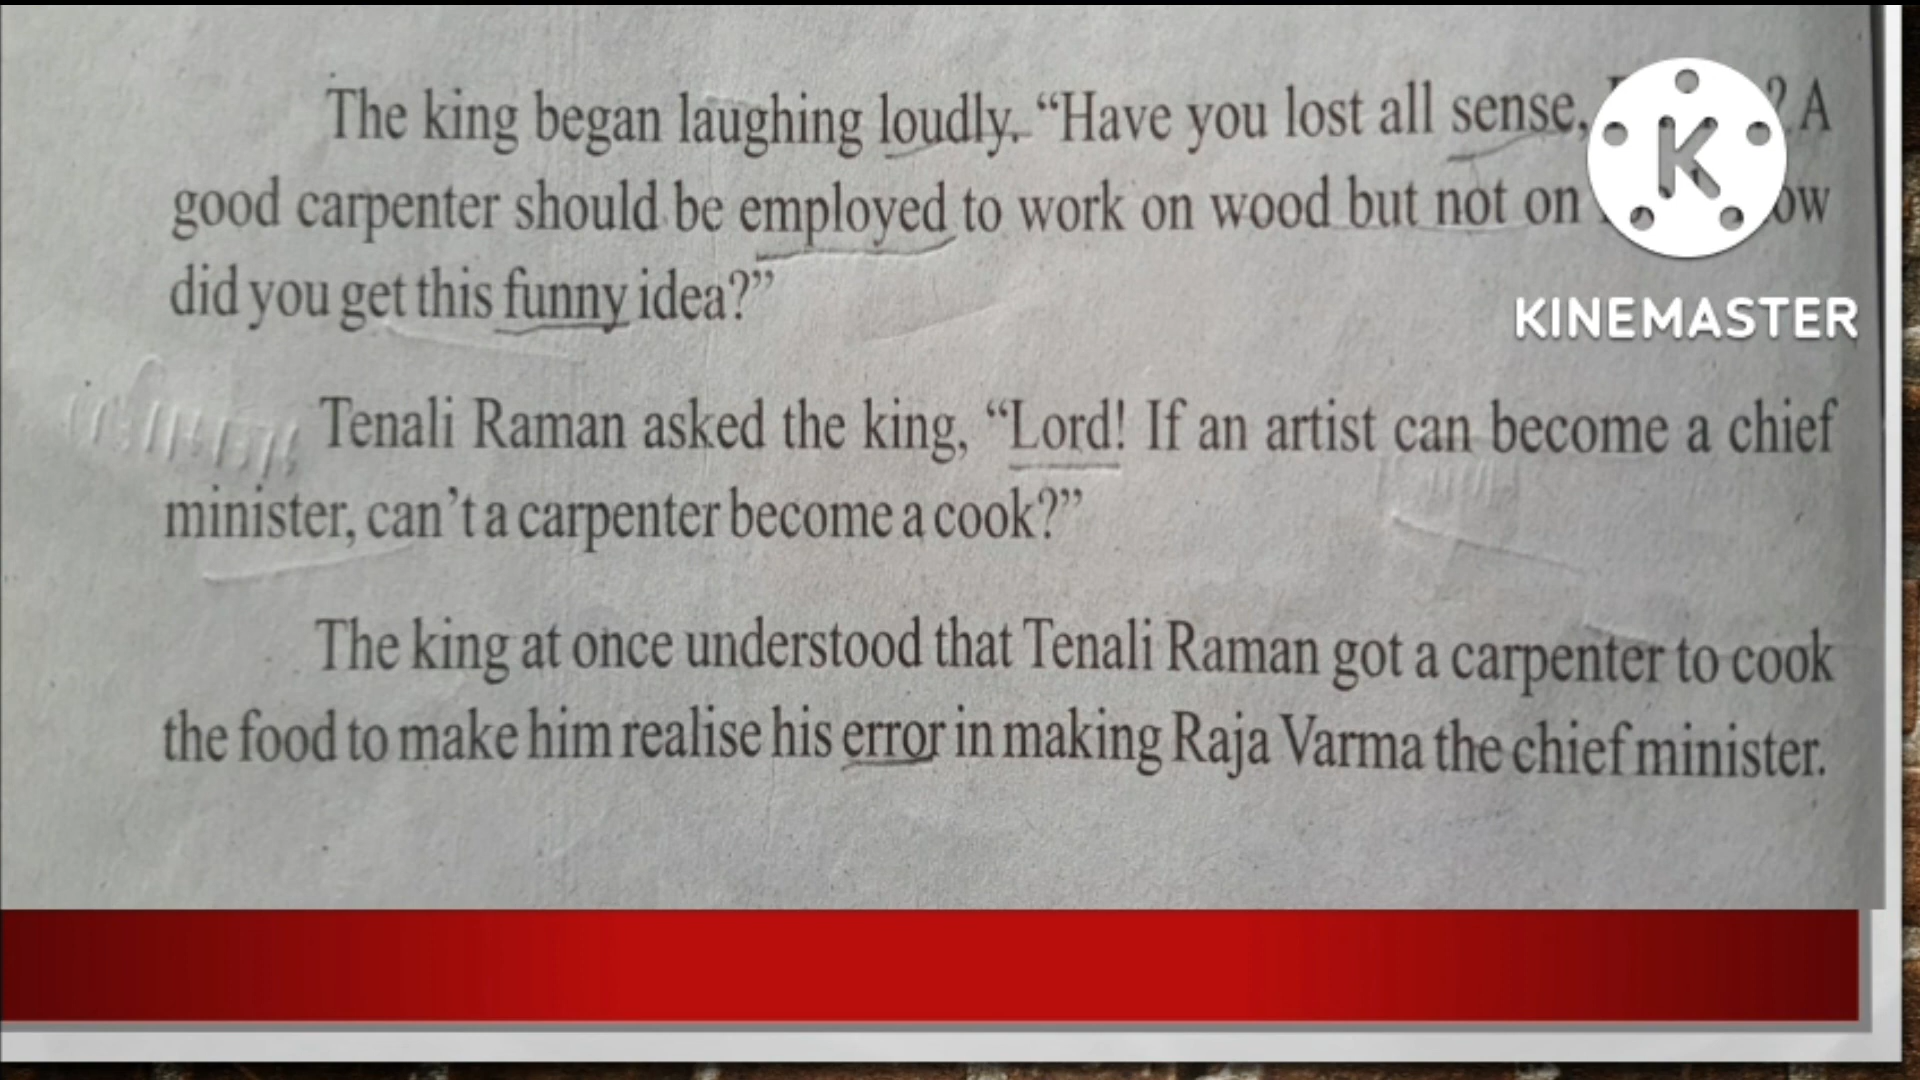 The king began laughing loudly. “Have you lost all sense, ? A
good carpenter should be employed to work on wood but not on
did you get this funny idea?”
KINEMASTER
Tenali Raman asked the king, “Lord! If an artist can become a chief
minister, can’t a carpenter become a cook?”
The king at once understood that Tenali Raman got a carpenter to cook
the food to make him realise his error in making Raja Varma the chief minister.